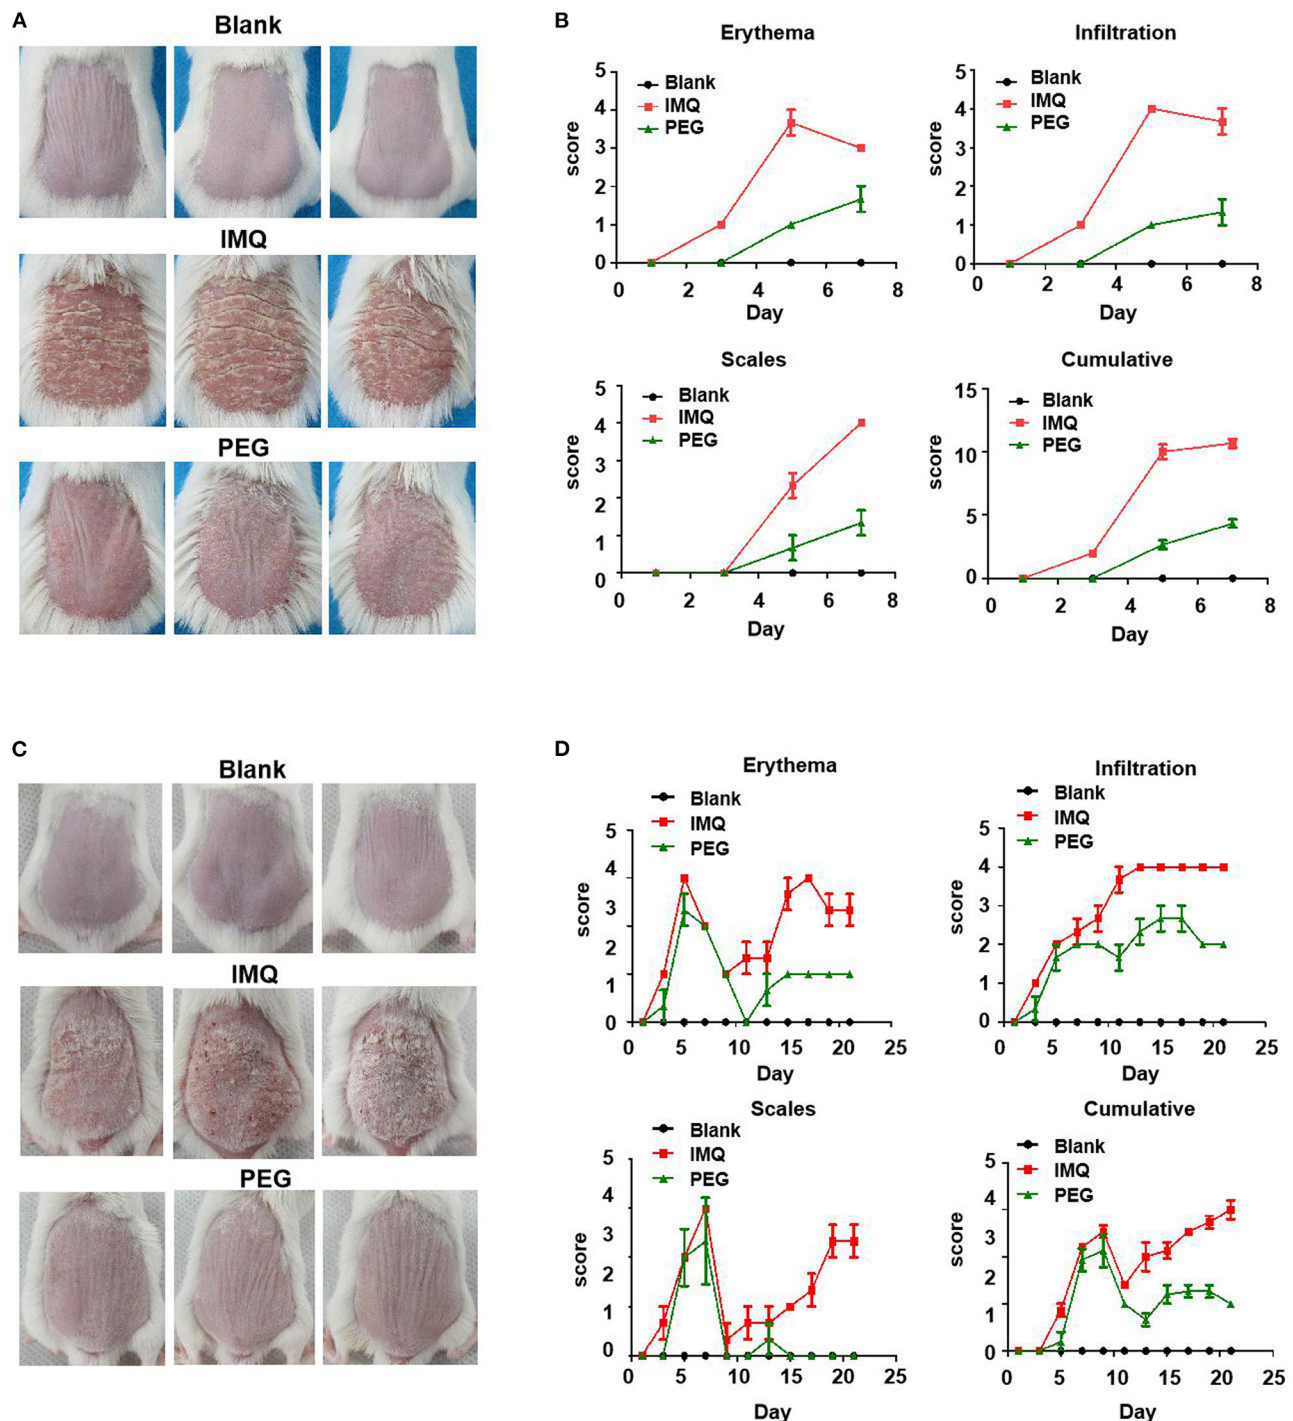 A
Blank
IMQ
PEG
B
Erythema
5
4
3
2
1
0
score
Blank
IMQ
PEG
0 2 4 6 8
Day
Infiltration
5
4
3
2
1
0
score
Blank
IMQ
PEG
0 2 4 6 8
Day
Scales
5
4
3
2
1
0
score
Blank
IMQ
PEG
0 2 4 6 8
Day
Cumulative
15
10
5
0
score
Blank
IMQ
PEG
0 2 4 6 8
Day
C
Blank
IMQ
PEG
D
Erythema
Blank
IMQ
PEG
5
4
3
2
1
0
score
0 5 10 15 20 25
Day
Infiltration
Blank
IMQ
PEG
5
4
3
2
1
0
score
0 5 10 15 20 25
Day
Scales
Blank
IMQ
PEG
5
4
3
2
1
0
score
0 5 10 15 20 25
Day
Cumulative
Blank
IMQ
PEG
5
4
3
2
1
0
score
0 5 10 15 20 25
Day